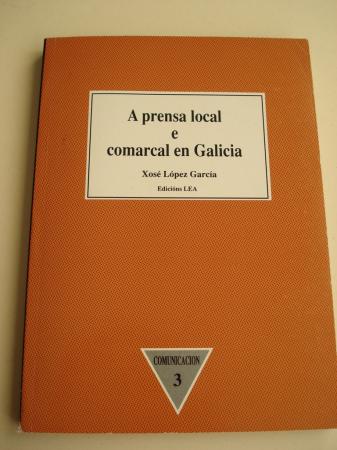 A prensa local
e
comarcal en Galicia
Xosé López García
Edicións LEA
COMUNICACION
3